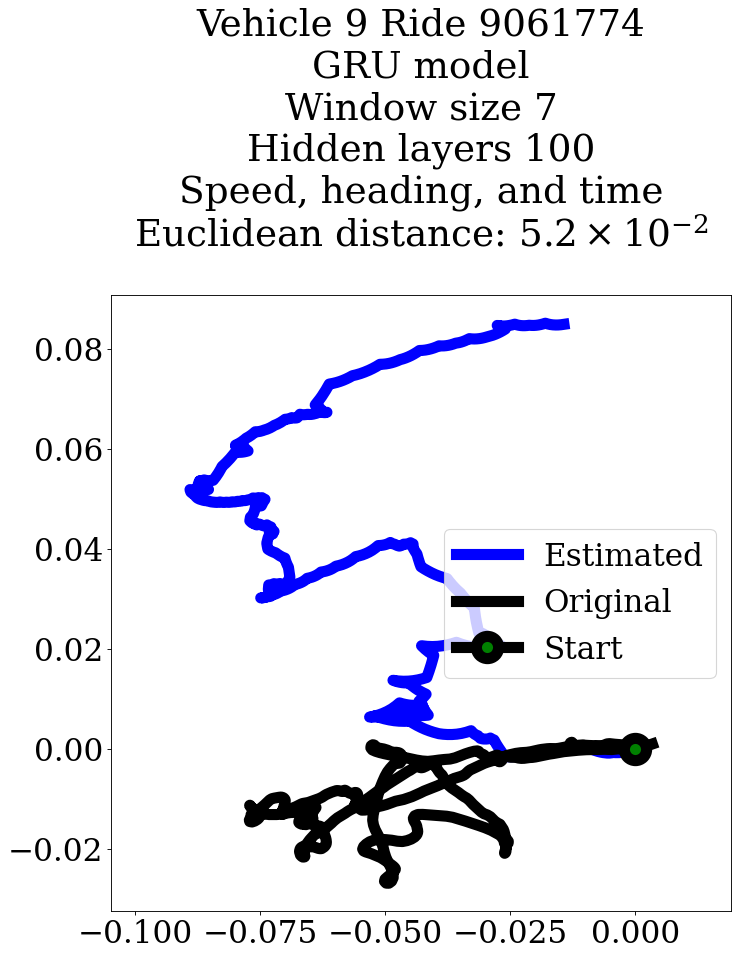 Vehicle 9 Ride 9061774
GRU model
Window size 7
Hidden layers 100
Speed, heading, and time
Euclidean distance: 5.2 × 10⁻²
0.08
0.06
0.04
0.02
0.00
−0.02
Estimated
Original
Start
−0.100 −0.075 −0.050 −0.025 0.000